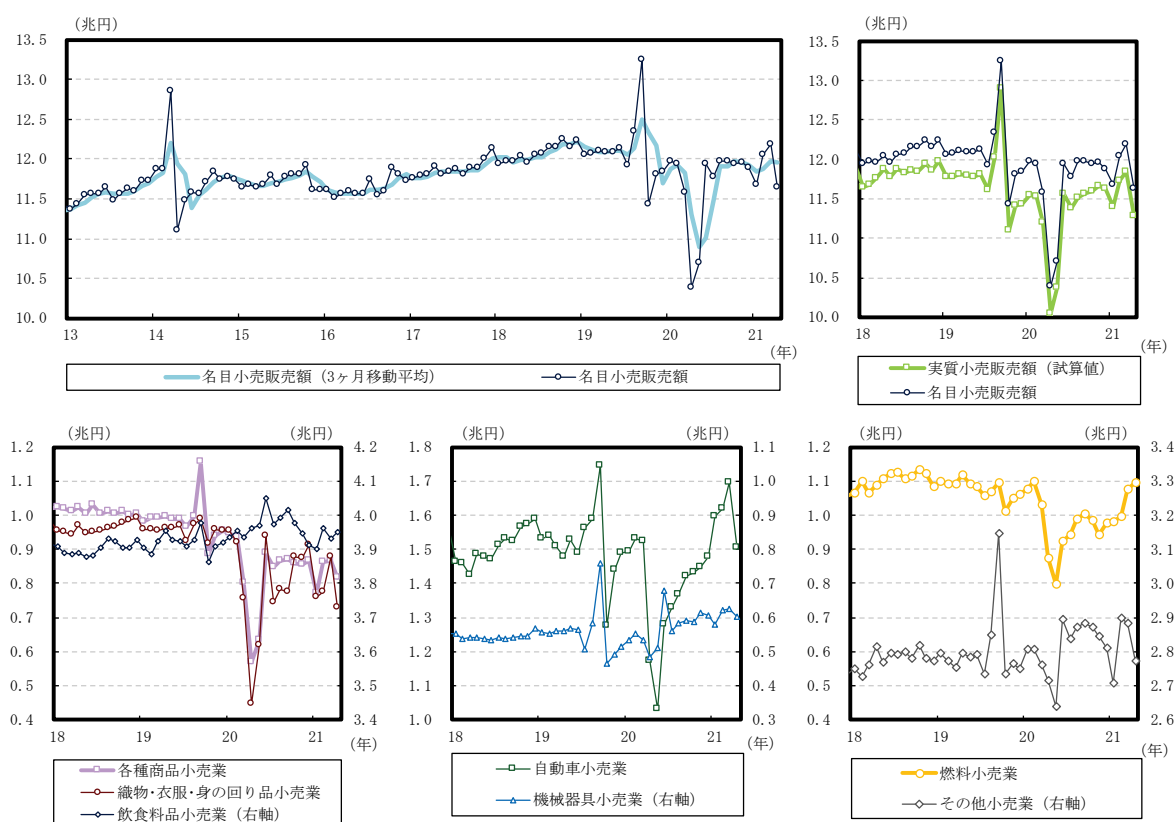 (兆円)
13.5
13.0
12.5
12.0
11.5
11.0
10.5
10.0
13 14 15 16 17 18 19 20 21
(年)
名目小売販売額 (3ヶ月移動平均) 名目小売販売額
(兆円)
13.5
13.0
12.5
12.0
11.5
11.0
10.5
10.0
18 19 20 21
(年)
実質小売販売額 (試算値)
名目小売販売額
(兆円) (兆円)
1.2 4.2
1.1 4.1
1.0 4.0
0.9 3.9
0.8 3.8
0.7 3.7
0.6 3.6
0.5 3.5
0.4 3.4
18 19 20 21
(年)
各種商品小売業
織物・衣服・身の回り品小売業
飲食料品小売業 (右軸)
(兆円) (兆円)
1.8 1.1
1.7 1.0
1.6 0.9
1.5 0.8
1.4 0.7
1.3 0.6
1.2 0.5
1.1 0.4
1.0 0.3
18 19 20 21
(年)
自動車小売業
機械器具小売業 (右軸)
(兆円) (兆円)
1.2 3.4
1.1 3.3
1.0 3.2
0.9 3.1
0.8 3.0
0.7 2.9
0.6 2.8
0.5 2.7
0.4 2.6
18 19 20 21
(年)
燃料小売業
その他小売業 (右軸)